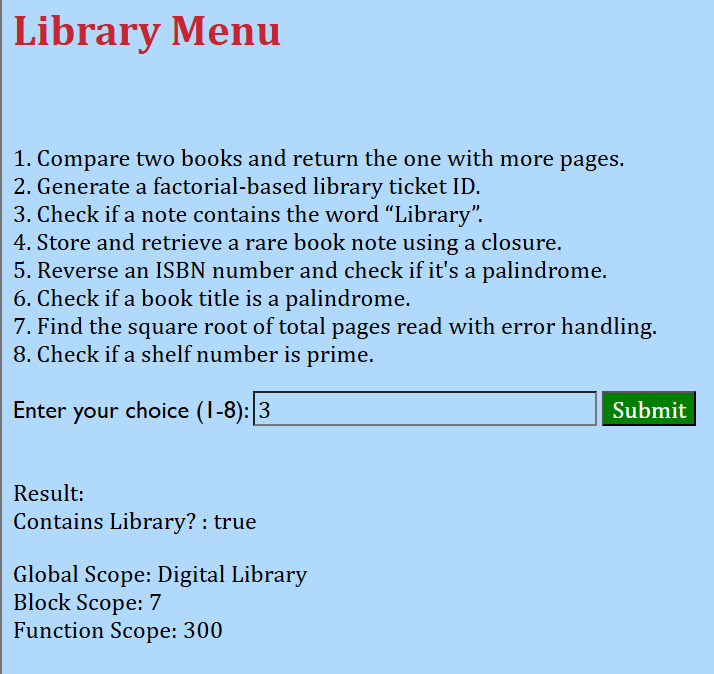 Library Menu
1. Compare two books and return the one with more pages.
2. Generate a factorial-based library ticket ID.
3. Check if a note contains the word “Library”.
4. Store and retrieve a rare book note using a closure.
5. Reverse an ISBN number and check if it's a palindrome.
6. Check if a book title is a palindrome.
7. Find the square root of total pages read with error handling.
8. Check if a shelf number is prime.
Enter your choice (1-8): 3 Submit
Result:
Contains Library? : true
Global Scope: Digital Library
Block Scope: 7
Function Scope: 300